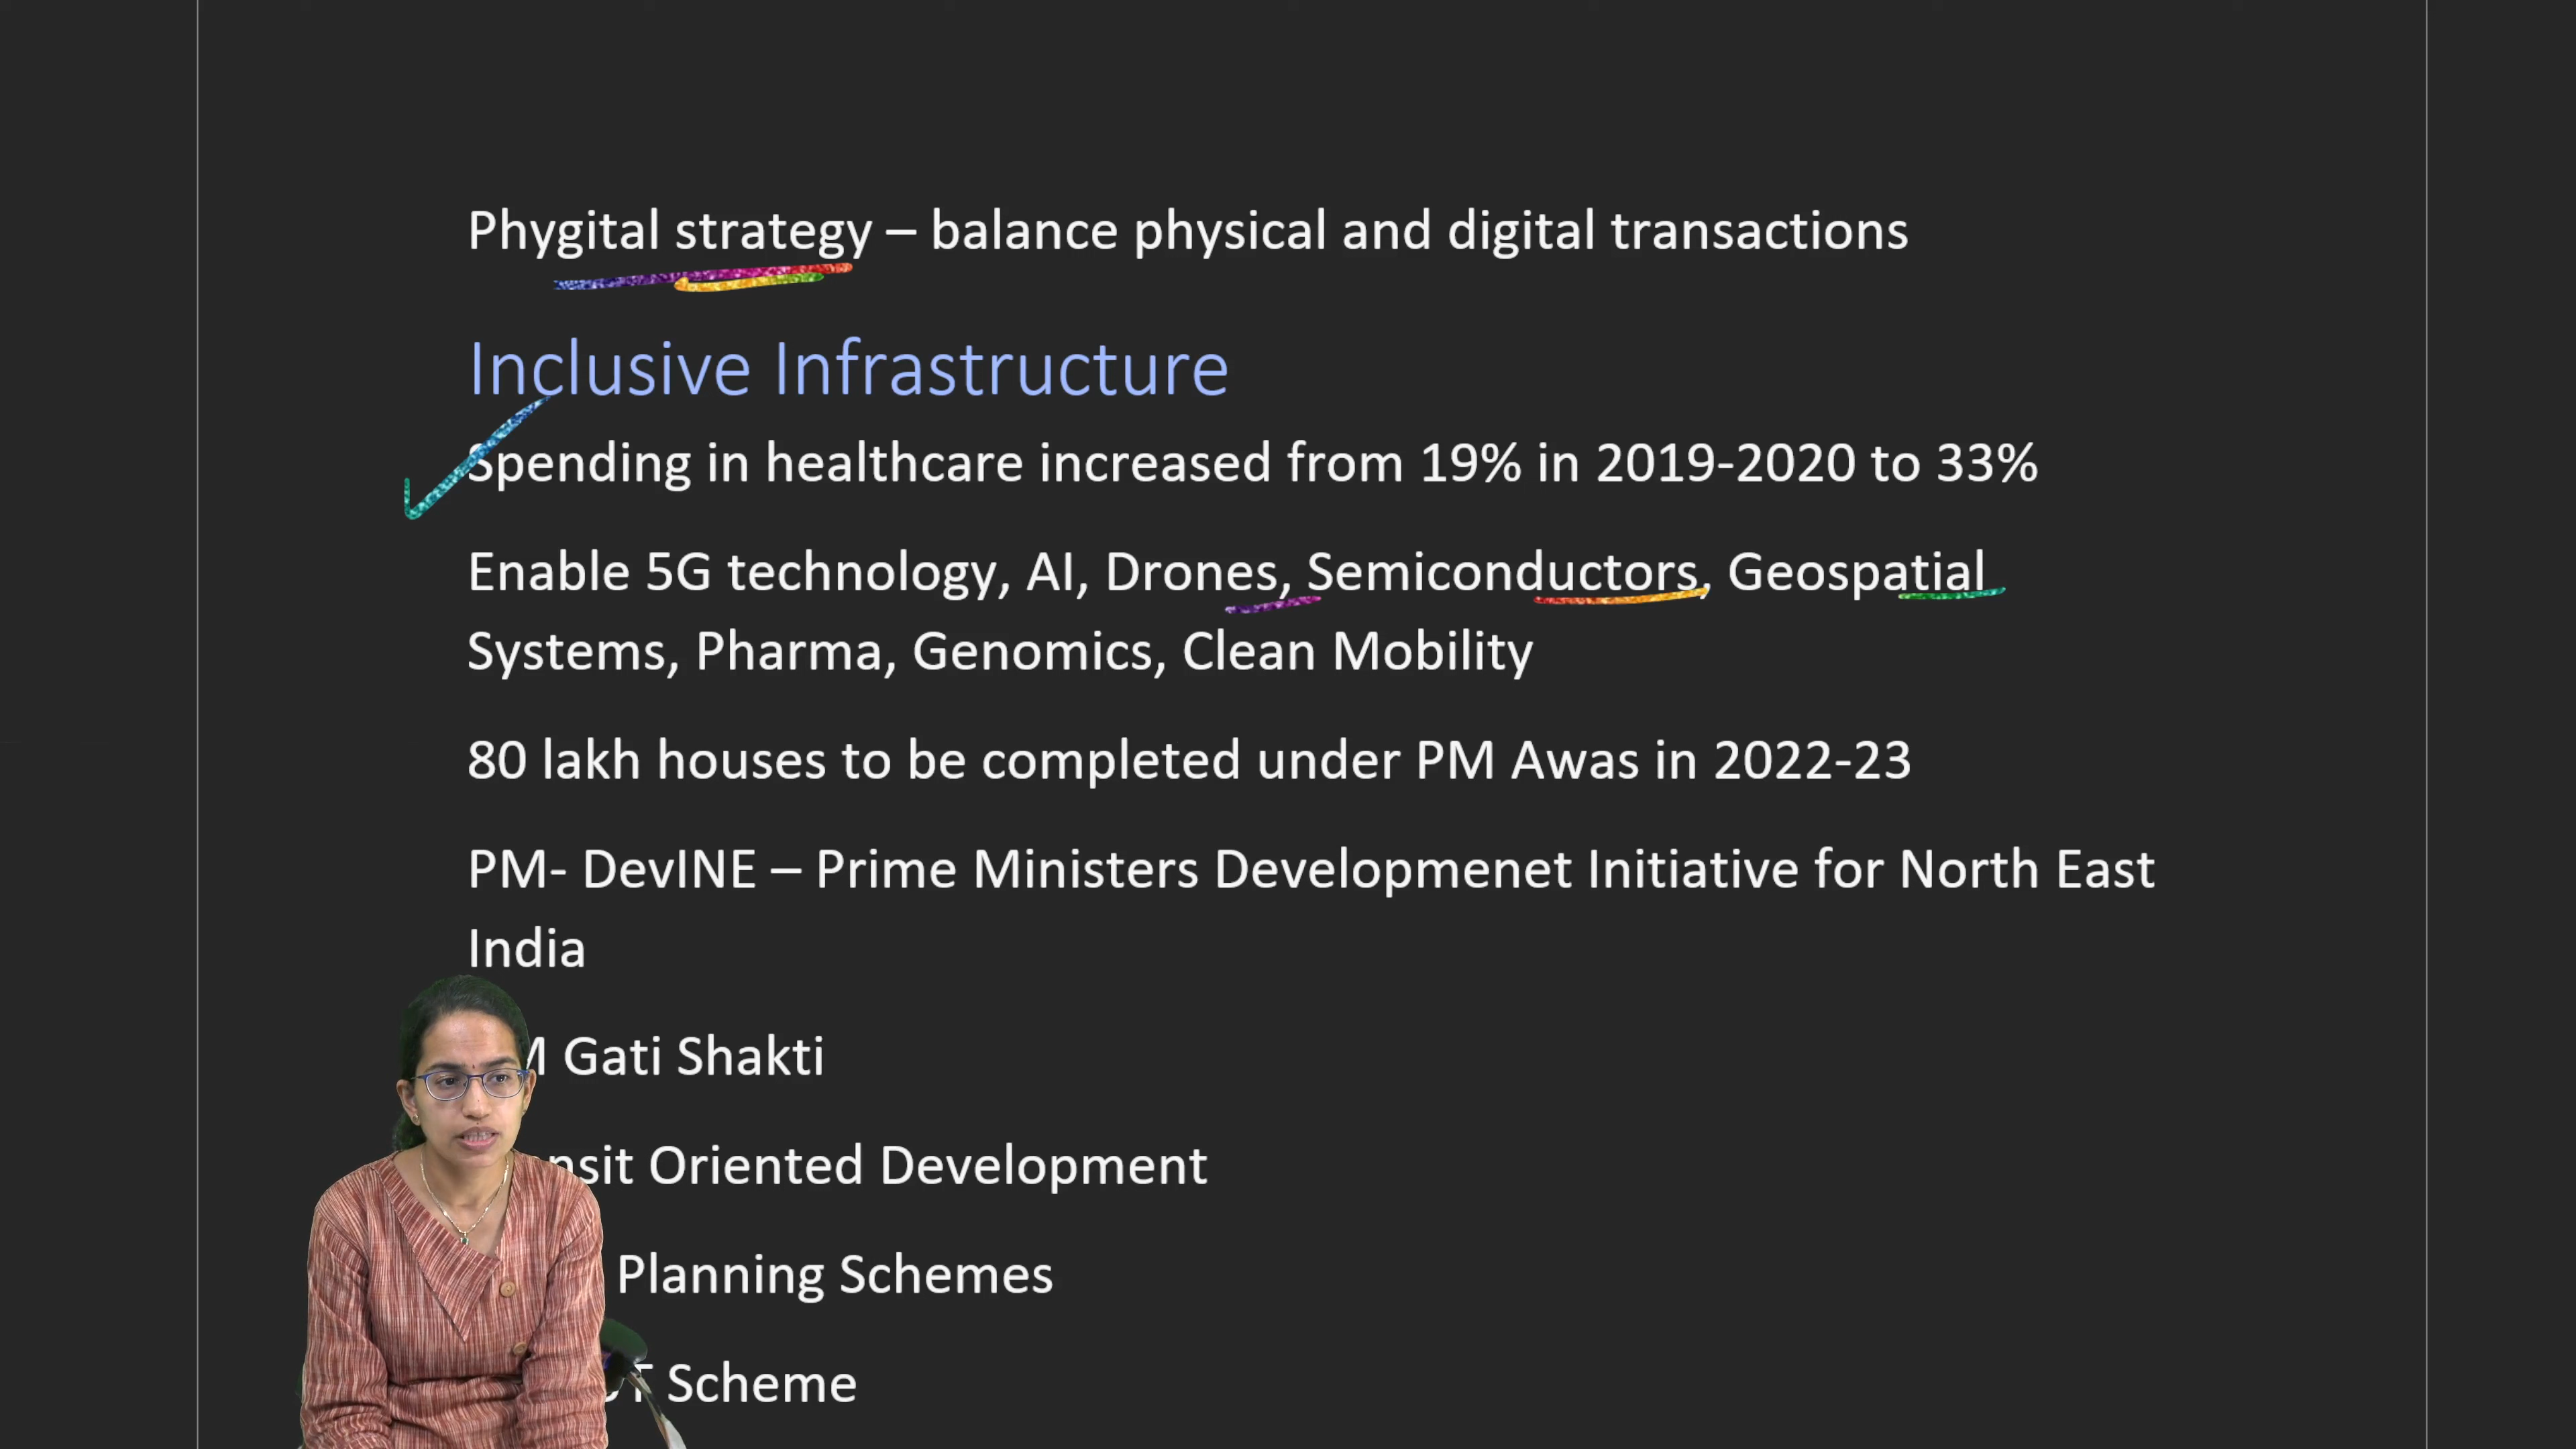 Phygital strategy – balance physical and digital transactions
Inclusive Infrastructure
Spending in healthcare increased from 19% in 2019-2020 to 33%
Enable 5G technology, AI, Drones, Semiconductors, Geospatial
Systems, Pharma, Genomics, Clean Mobility
80 lakh houses to be completed under PM Awas in 2022-23
PM- DevINE – Prime Ministers Developmenet Initiative for North East
India
Gati Shakti
Oriented Development
Planning Schemes
Scheme